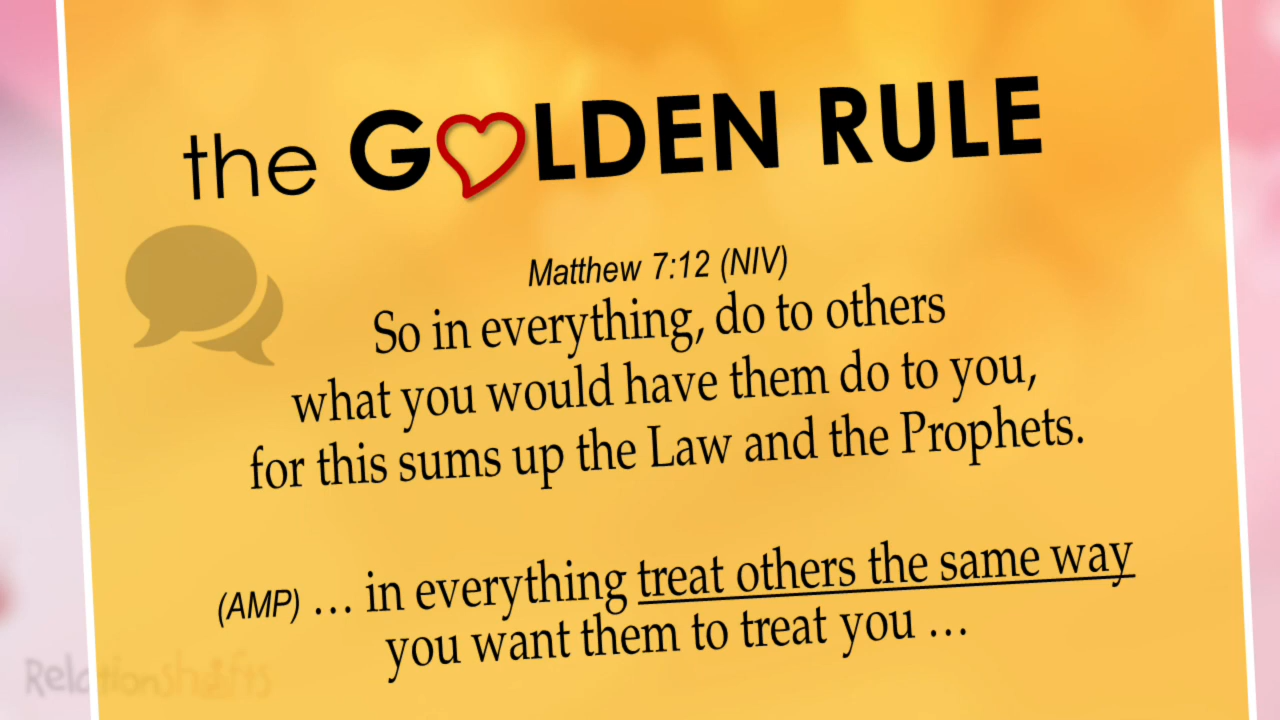 the GOLDEN RULE
Matthew 7:12 (NIV)
So in everything, do to others
what you would have them do to you,
for this sums up the Law and the Prophets.
(AMP) … in everything treat others the same way
you want them to treat you …
Relationshifts